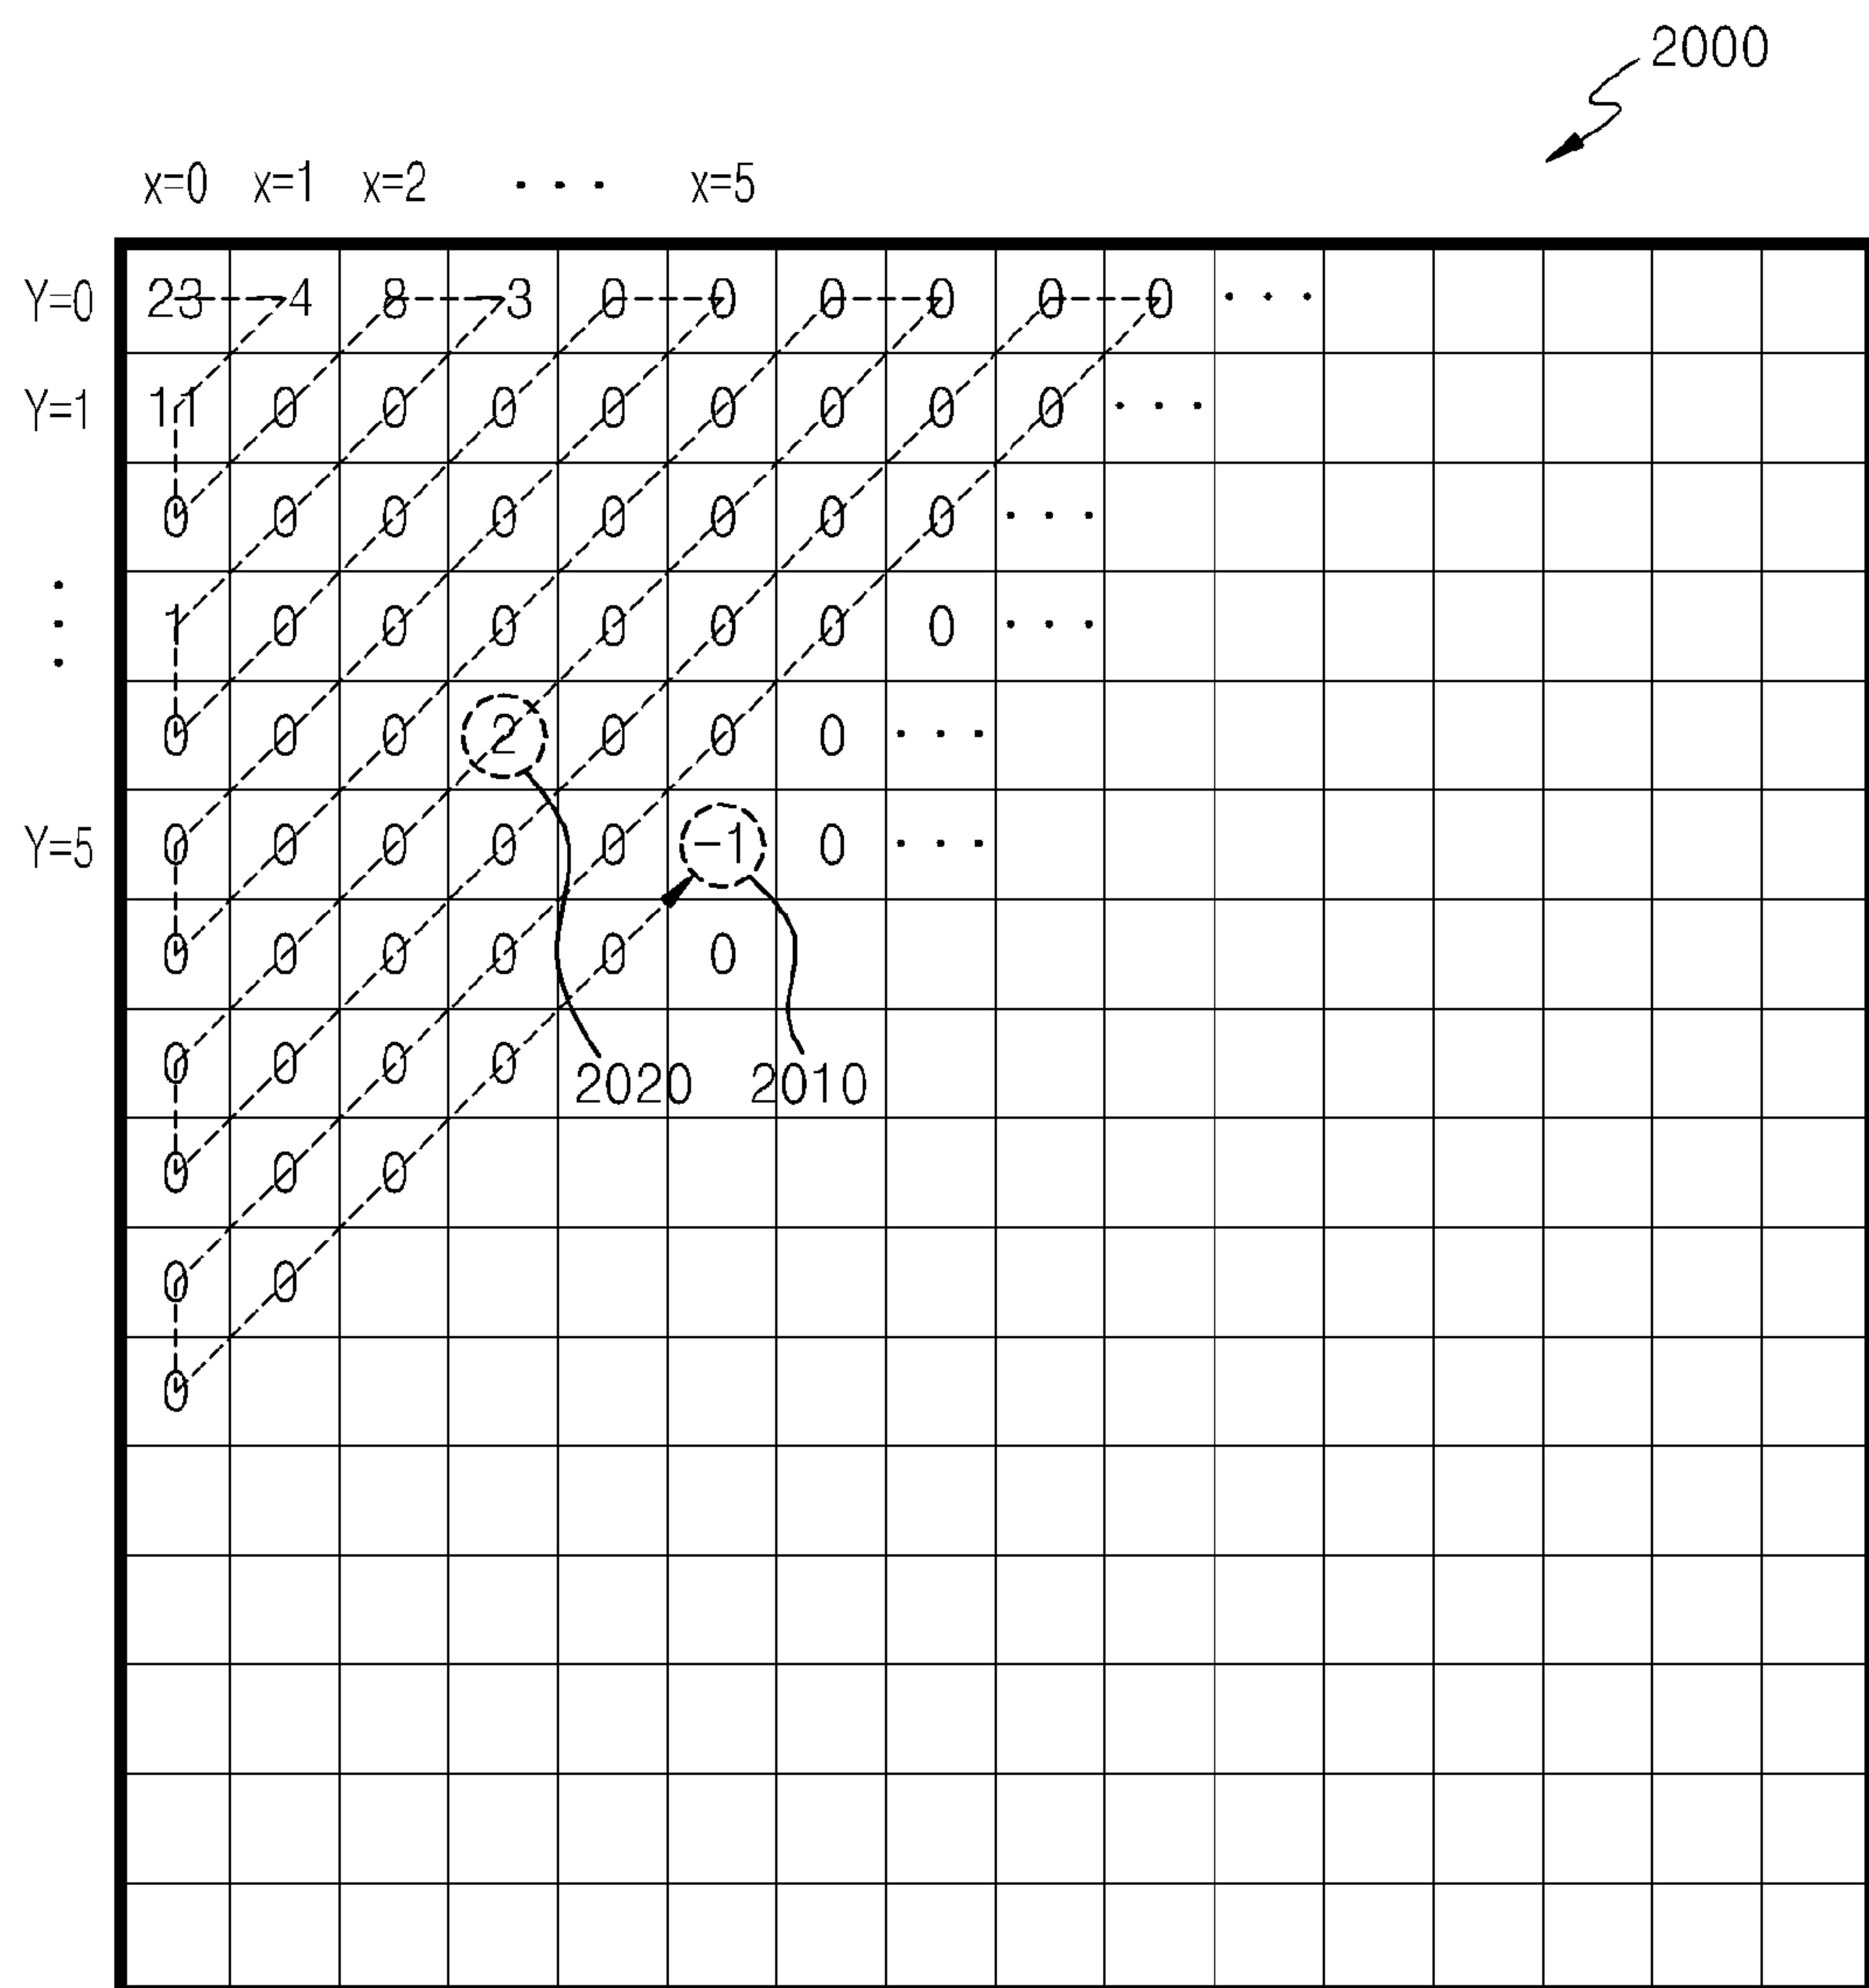 2000
x=0 x=1 x=2 ··· x=5
Y=0 23 -4 8 -3 0 0 0 0 0 0 ···
Y=1 11 0 0 0 0 0 0 0 0 ···
0 0 0 0 0 0 0 0 ···
1 0 0 0 0 0 0 0 ···
0 0 0 2 0 0 0 ···
Y=5 0 0 0 0 0 -1 0 ···
0 0 0 0 0 0
0 0 0 0 2020 2010
0 0 0
0 0
0